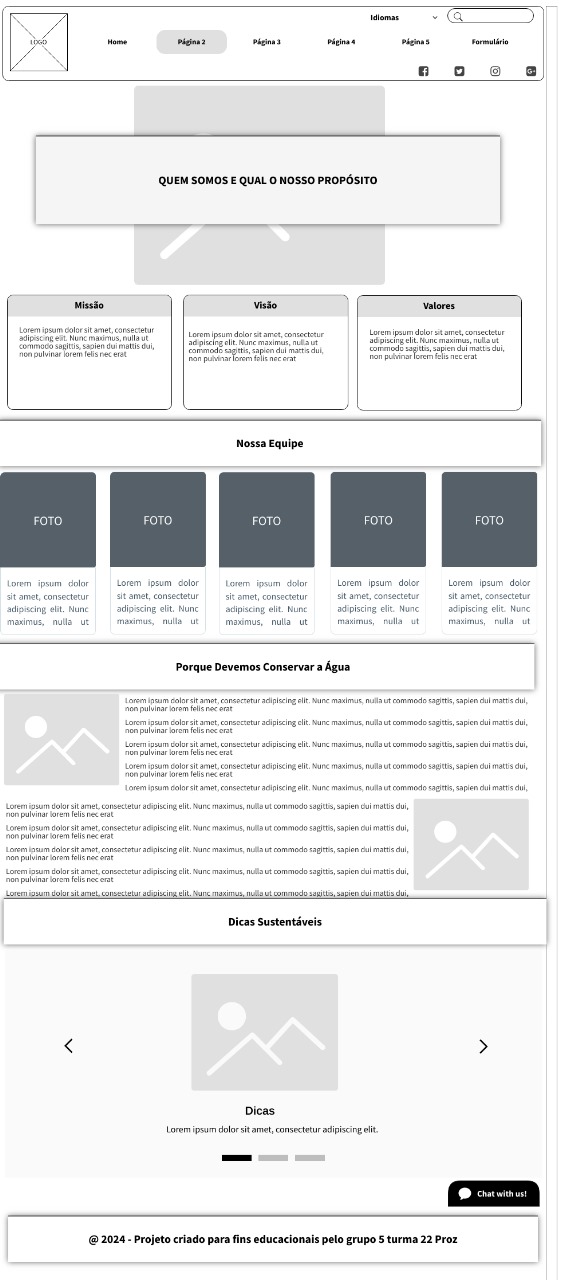 Idiomas
LOGO
Home
Página 2
Página 3
Página 4
Página 5
Formulário
QUEM SOMOS E QUAL O NOSSO PROPÓSITO
Missão
Lorem ipsum dolor sit amet, consectetur
adipiscing elit. Nunc maximus, nulla ut
commodo sagittis, sapien dui mattis dui,
non pulvinar lorem felis nec erat
Visão
Lorem ipsum dolor sit amet, consectetur
adipiscing elit. Nunc maximus, nulla ut
commodo sagittis, sapien dui mattis dui,
non pulvinar lorem felis nec erat
Valores
Lorem ipsum dolor sit amet, consectetur
adipiscing elit. Nunc maximus, nulla ut
commodo sagittis, sapien dui mattis dui,
non pulvinar lorem felis nec erat
Nossa Equipe
FOTO
Lorem ipsum dolor
sit amet, consectetur
adipiscing elit. Nunc
maximus, nulla ut
FOTO
Lorem ipsum dolor
sit amet, consectetur
adipiscing elit. Nunc
maximus, nulla ut
FOTO
Lorem ipsum dolor
sit amet, consectetur
adipiscing elit. Nunc
maximus, nulla ut
FOTO
Lorem ipsum dolor
sit amet, consectetur
adipiscing elit. Nunc
maximus, nulla ut
FOTO
Lorem ipsum dolor
sit amet, consectetur
adipiscing elit. Nunc
maximus, nulla ut
Porque Devemos Conservar a Água
Lorem ipsum dolor sit amet, consectetur adipiscing elit. Nunc maximus, nulla ut commodo sagittis, sapien dui mattis dui,
non pulvinar lorem felis nec erat
Lorem ipsum dolor sit amet, consectetur adipiscing elit. Nunc maximus, nulla ut commodo sagittis, sapien dui mattis dui,
non pulvinar lorem felis nec erat
Lorem ipsum dolor sit amet, consectetur adipiscing elit. Nunc maximus, nulla ut commodo sagittis, sapien dui mattis dui,
non pulvinar lorem felis nec erat
Lorem ipsum dolor sit amet, consectetur adipiscing elit. Nunc maximus, nulla ut commodo sagittis, sapien dui mattis dui,
non pulvinar lorem felis nec erat
Lorem ipsum dolor sit amet, consectetur adipiscing elit. Nunc maximus, nulla ut commodo sagittis, sapien dui mattis dui,
Lorem ipsum dolor sit amet, consectetur adipiscing elit. Nunc maximus, nulla ut commodo sagittis, sapien dui mattis dui,
non pulvinar lorem felis nec erat
Lorem ipsum dolor sit amet, consectetur adipiscing elit. Nunc maximus, nulla ut commodo sagittis, sapien dui mattis dui,
non pulvinar lorem felis nec erat
Lorem ipsum dolor sit amet, consectetur adipiscing elit. Nunc maximus, nulla ut commodo sagittis, sapien dui mattis dui,
non pulvinar lorem felis nec erat
Lorem ipsum dolor sit amet, consectetur adipiscing elit. Nunc maximus, nulla ut commodo sagittis, sapien dui mattis dui,
non pulvinar lorem felis nec erat
Lorem ipsum dolor sit amet, consectetur adipiscing elit. Nunc maximus, nulla ut commodo sagittis, sapien dui mattis dui,
Dicas Sustentáveis
Dicas
Lorem ipsum dolor sit amet, consectetur adipiscing elit.
Chat with us!
@ 2024 - Projeto criado para fins educacionais pelo grupo 5 turma 22 Proz